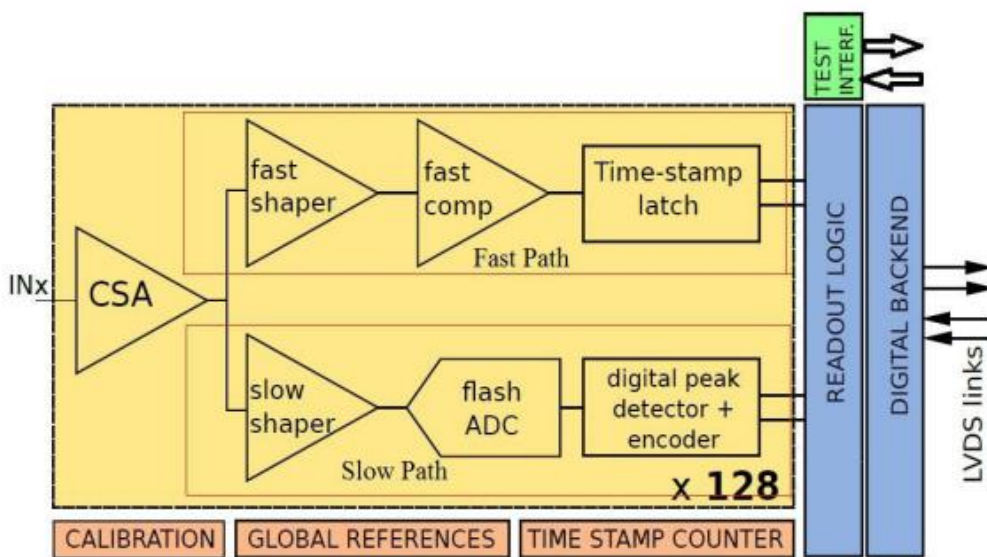 TEST
INTERF.
fast
shaper
fast
comp
Time-stamp
latch
Fast Path
INx
CSA
slow
shaper
flash
ADC
digital peak
detector +
encoder
Slow Path
x 128
READOUT LOGIC
DIGITAL BACKEND
LVDS links
CALIBRATION
GLOBAL REFERENCES
TIME STAMP COUNTER